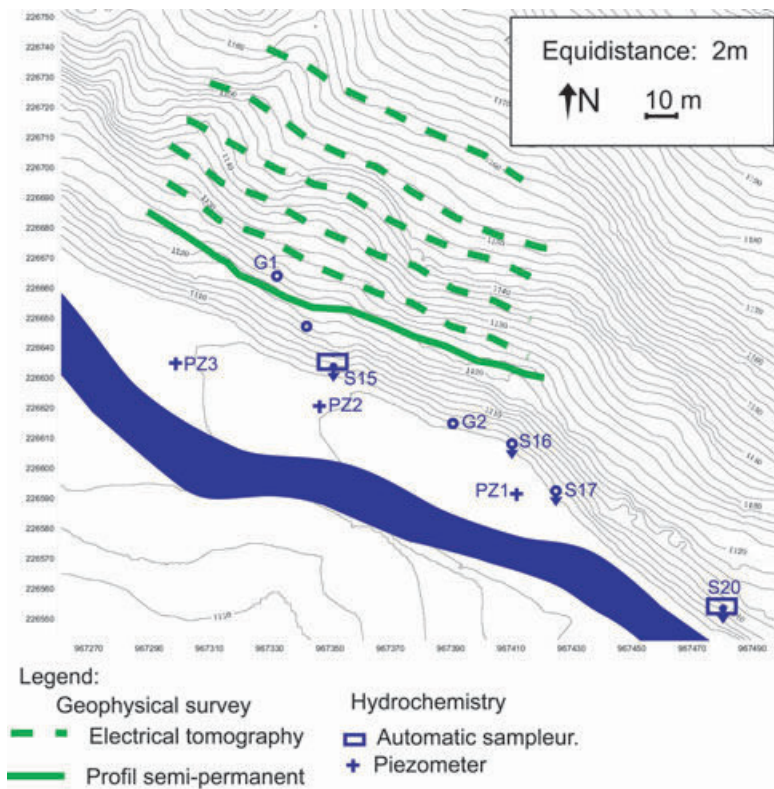 226750
Equidistance: 2m
N
10 m
226740
226730
226720
226710
226700
226690
226680
226670
226660
226650
226640
226630
226620
226610
226600
226590
226580
226570
226560
226550
G1
PZ3
S15
PZ2
G2
S16
PZ1
S17
S20
967270
967290
967310
967330
967350
967370
967390
967410
967430
967450
967470
967490
Legend:
Geophysical survey
Hydrochemistry
Electrical tomography
Automatic sampleur.
Profil semi-permanent
Piezometer